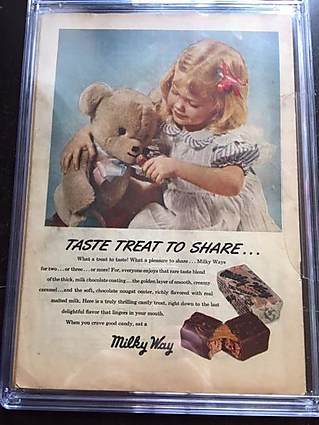 TASTE TREAT TO SHARE...
What a treat to taste! What a pleasure to share... Milky Ways
for two...or three... or more! For, everyone enjoys that rare taste blend
of the thick, milk chocolate coating... the golden layer of smooth, creamy
caramel...and the soft, chocolate nougat center, richly flavored with real
malted milk. Here is a truly thrilling candy treat, right down to the last
delightful flavor that lingers in your mouth.
When you crave good candy, eat a
Milky Way